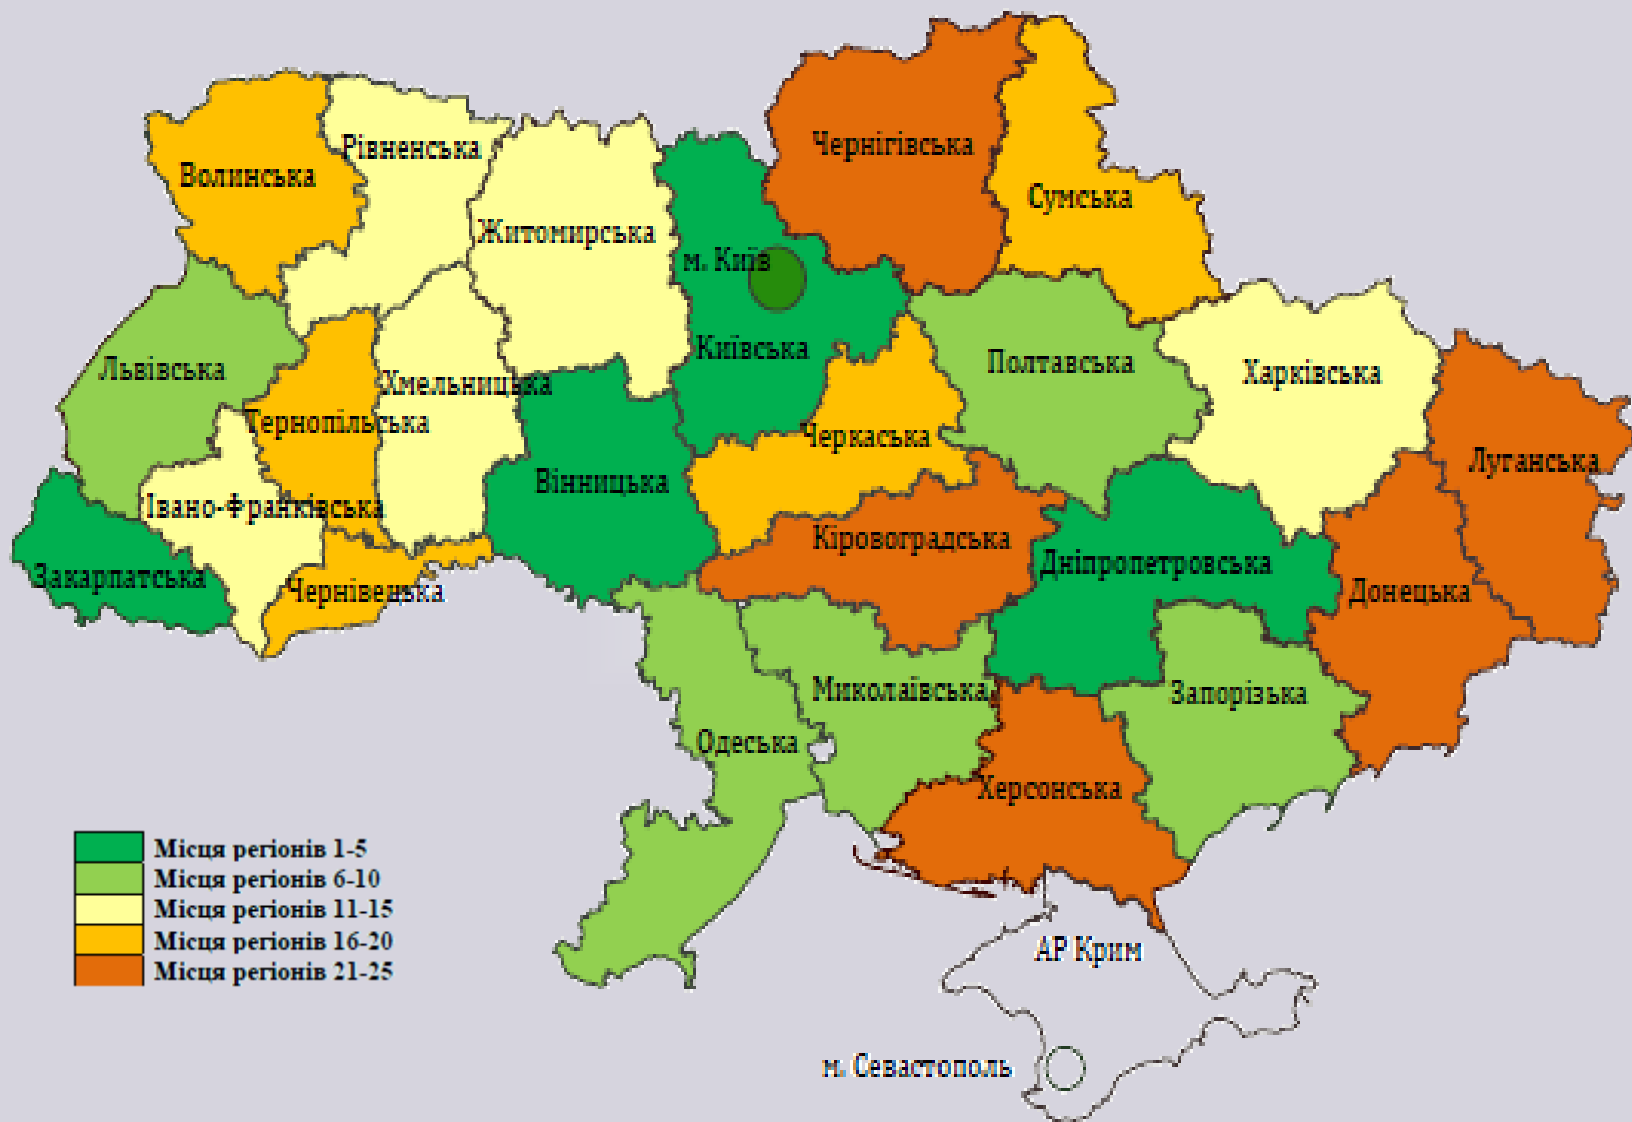 Чернігівська
Рівненська
Волинська
Сумська
Житомирська
м. Київ
Київська
Полтавська
Львівська
Харківська
Хмельницька
Тернопільська
Черкаська
Луганська
Вінницька
Івано-Франківська
Кіровоградська
Дніпропетровська
Закарпатська
Чернівецька
Донецька
Миколаївська
Запорізька
Одеська
Херсонська
Місця регіонів 1-5
Місця регіонів 6-10
Місця регіонів 11-15
Місця регіонів 16-20
Місця регіонів 21-25
АР Крим
м. Севастополь